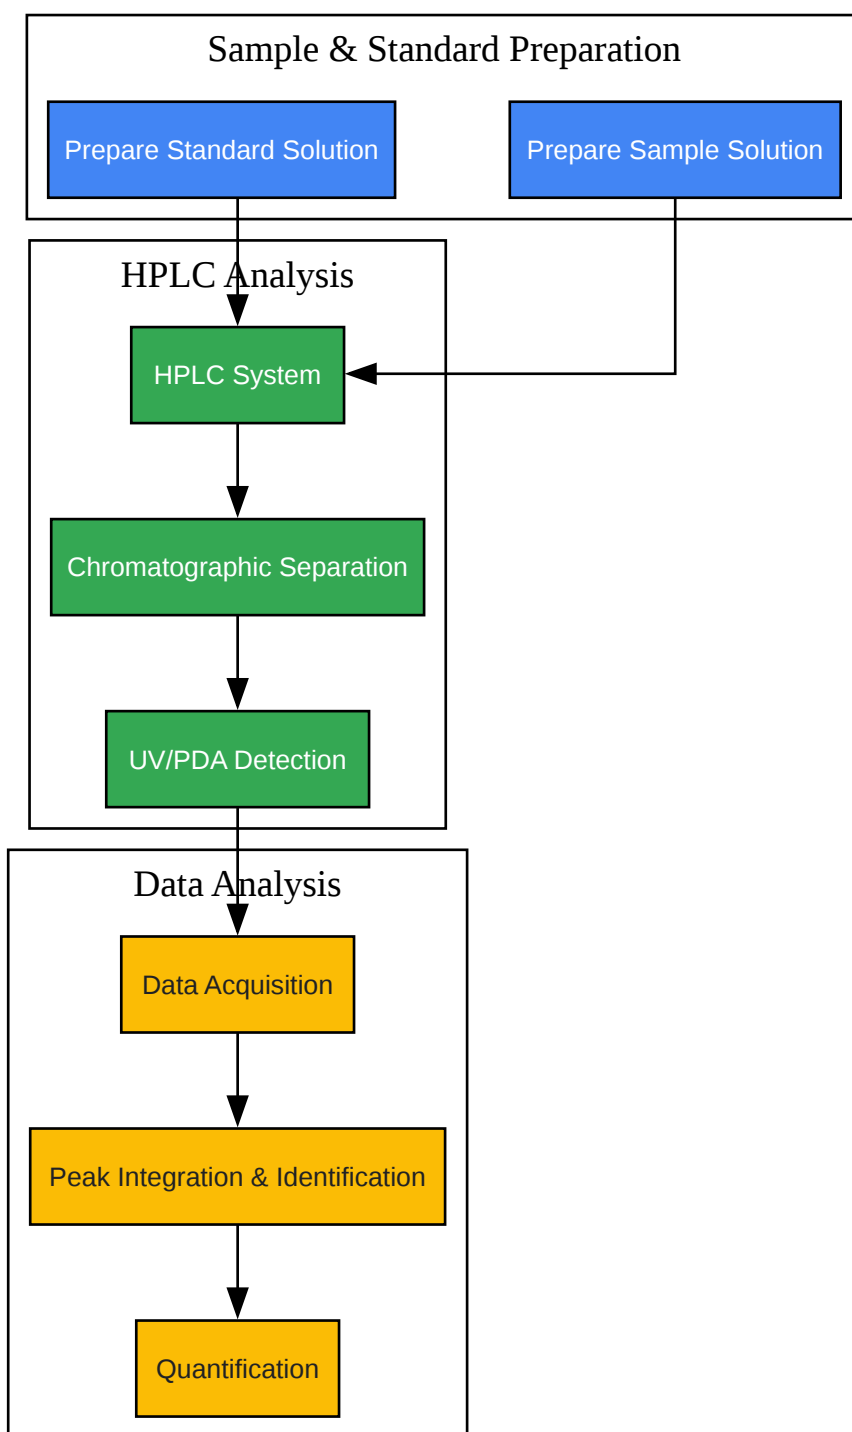 Sample & Standard Preparation
Prepare Standard Solution
Prepare Sample Solution
HPLC Analysis
HPLC System
Chromatographic Separation
UV/PDA Detection
Data Analysis
Data Acquisition
Peak Integration & Identification
Quantification